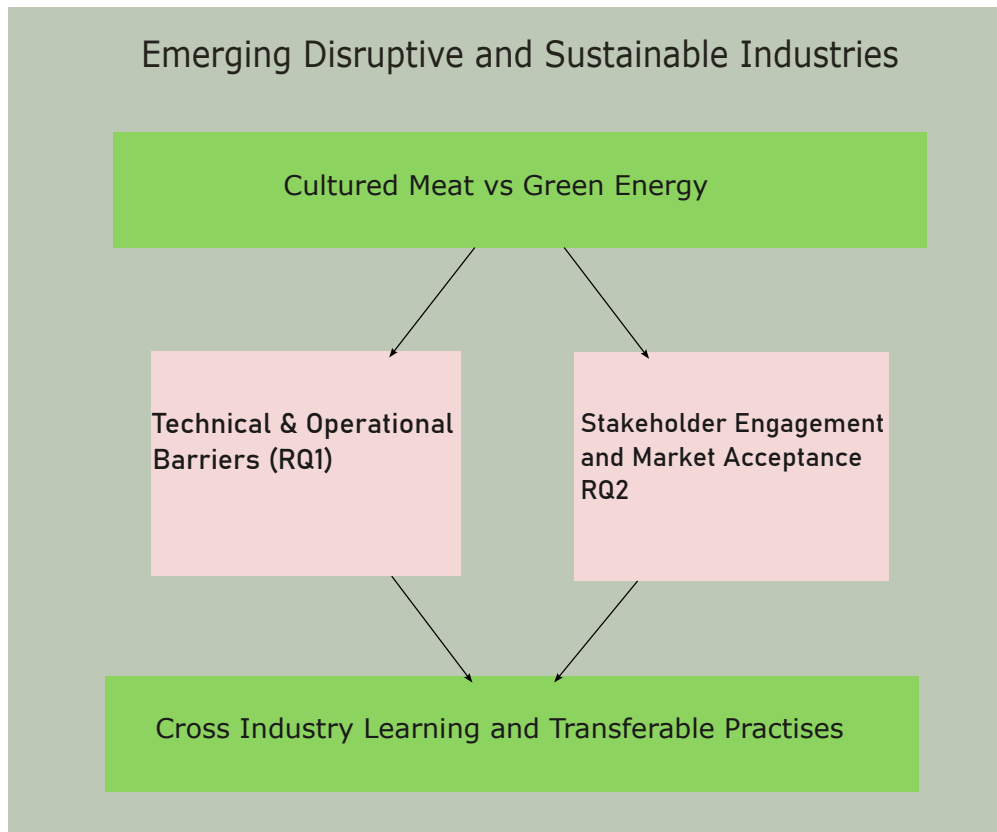 Emerging Disruptive and Sustainable Industries
Cultured Meat vs Green Energy
Technical & Operational
Barriers (RQ1)
Stakeholder Engagement
and Market Acceptance
RQ2
Cross Industry Learning and Transferable Practises